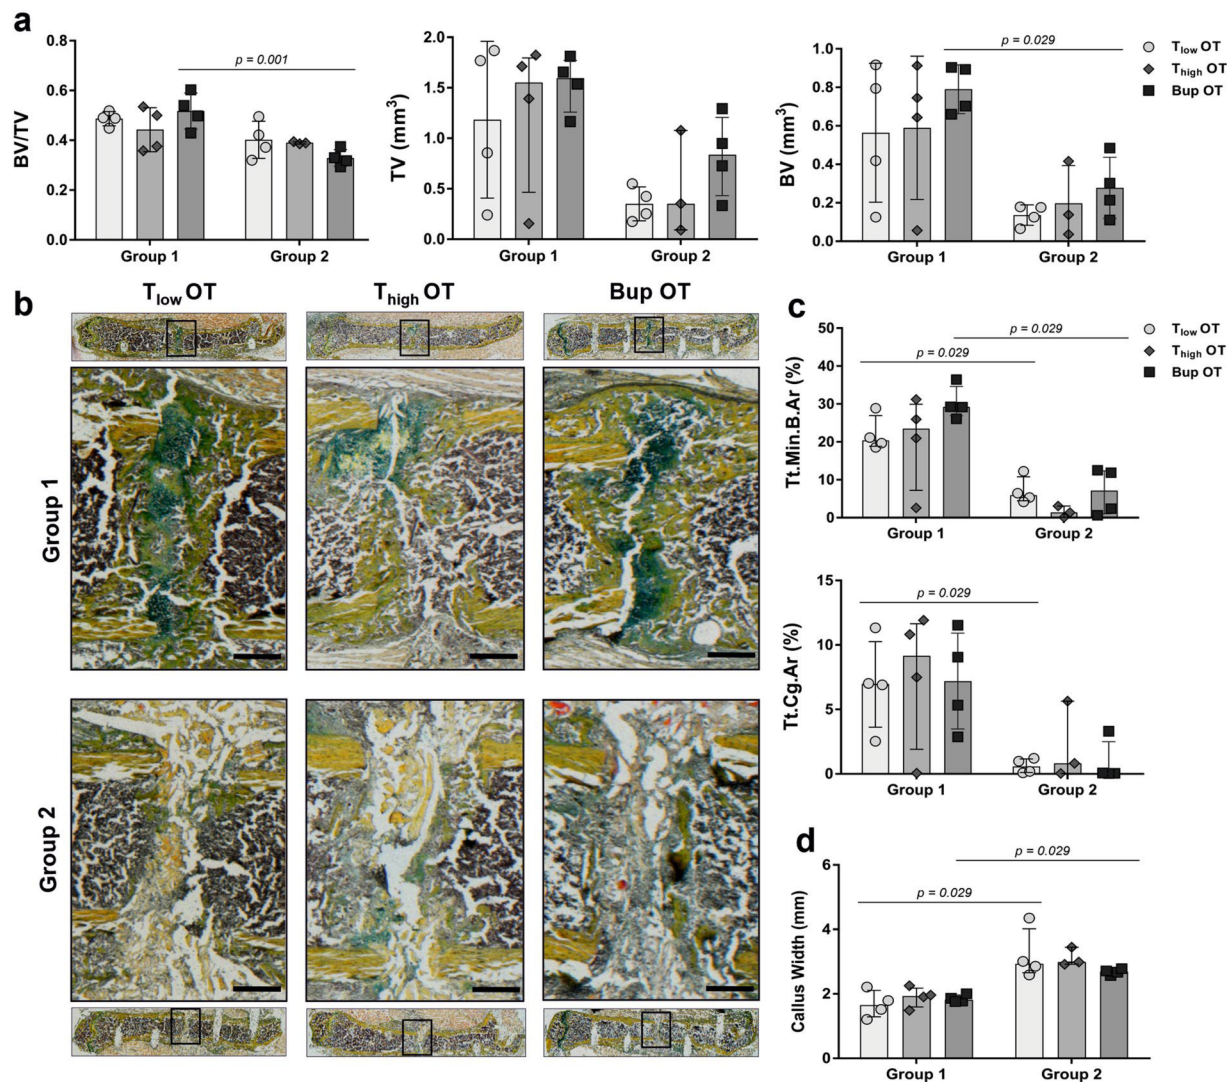 a
BV/TV
0.8
0.6
0.4
0.2
0.0
p = 0.001
Group 1 Group 2
TV (mm³)
2.0
1.5
1.0
0.5
0.0
Group 1 Group 2
BV (mm³)
1.0
0.8
0.6
0.4
0.2
0.0
p = 0.029
Group 1 Group 2
Tlow OT
Thigh OT
Bup OT
b
Tlow OT Thigh OT Bup OT
Group 1
Group 2
c
Tt.Min.B.Ar (%)
50
40
30
20
10
0
p = 0.029
p = 0.029
Group 1 Group 2
Tlow OT
Thigh OT
Bup OT
Tt.Cg.Ar (%)
15
10
5
0
p = 0.029
Group 1 Group 2
d
Callus Width (mm)
6
4
2
0
p = 0.029
p = 0.029
Group 1 Group 2